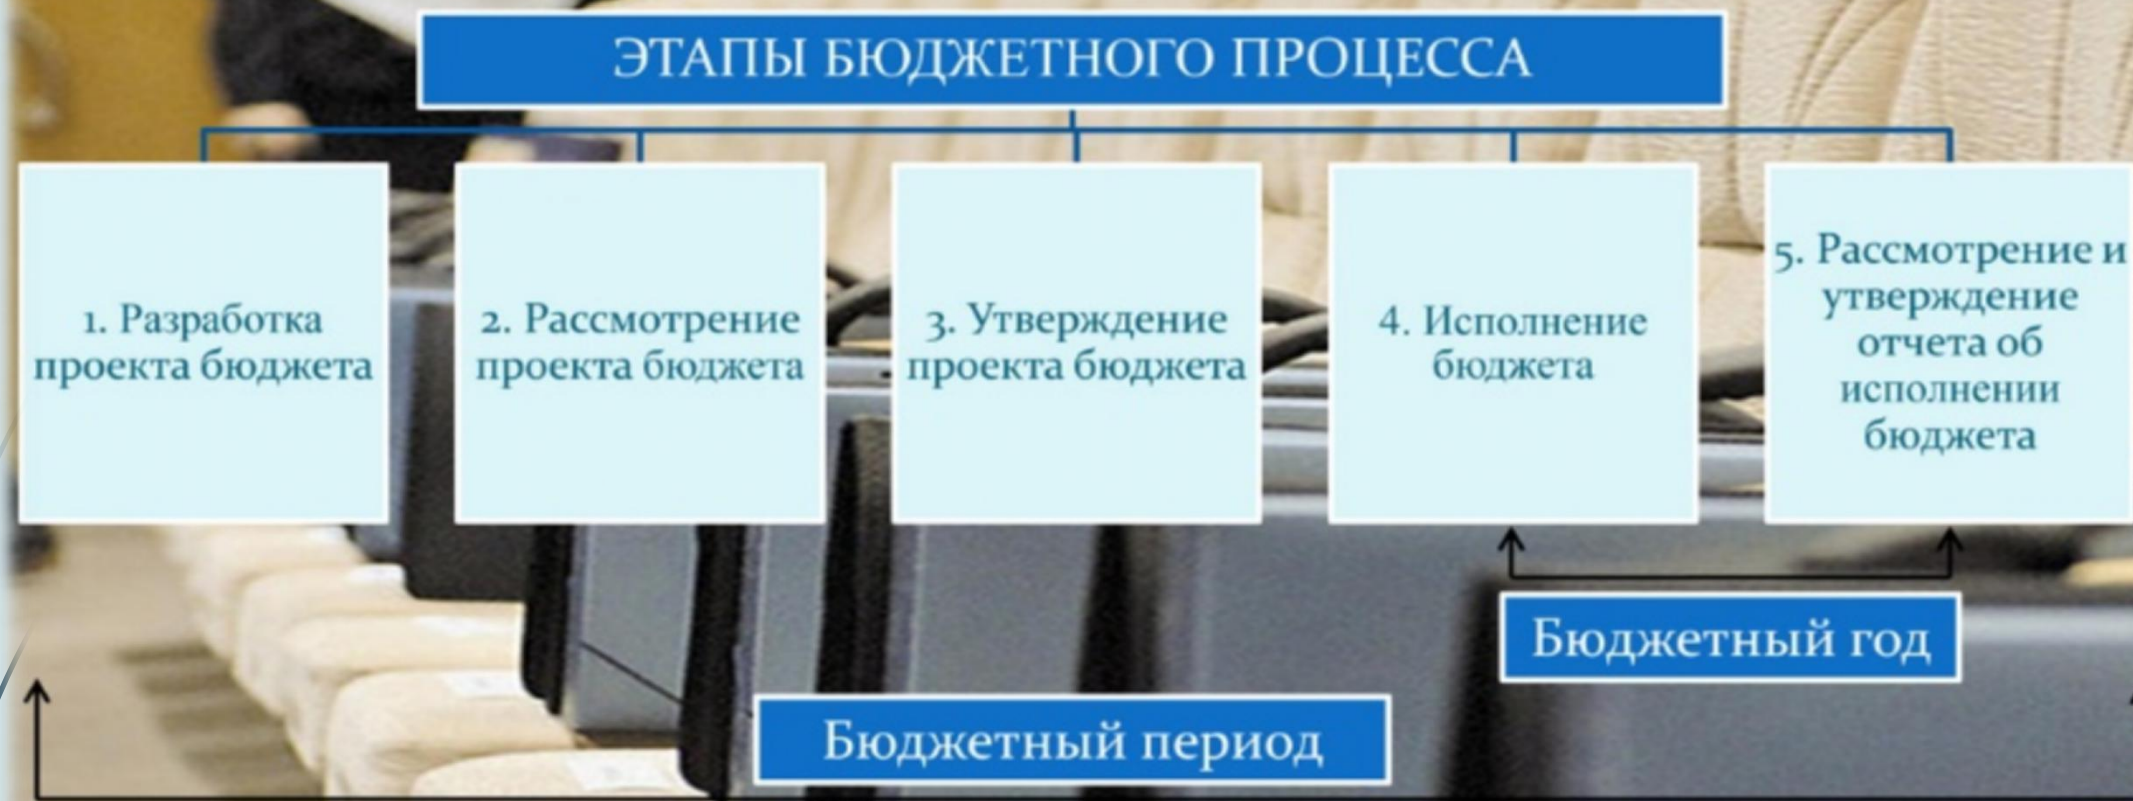 ЭТАПЫ БЮДЖЕТНОГО ПРОЦЕССА
1. Разработка
проекта бюджета
2. Рассмотрение
проекта бюджета
3. Утверждение
проекта бюджета
4. Исполнение
бюджета
5. Рассмотрение и
утверждение
отчета об
исполнении
бюджета
Бюджетный год
Бюджетный период